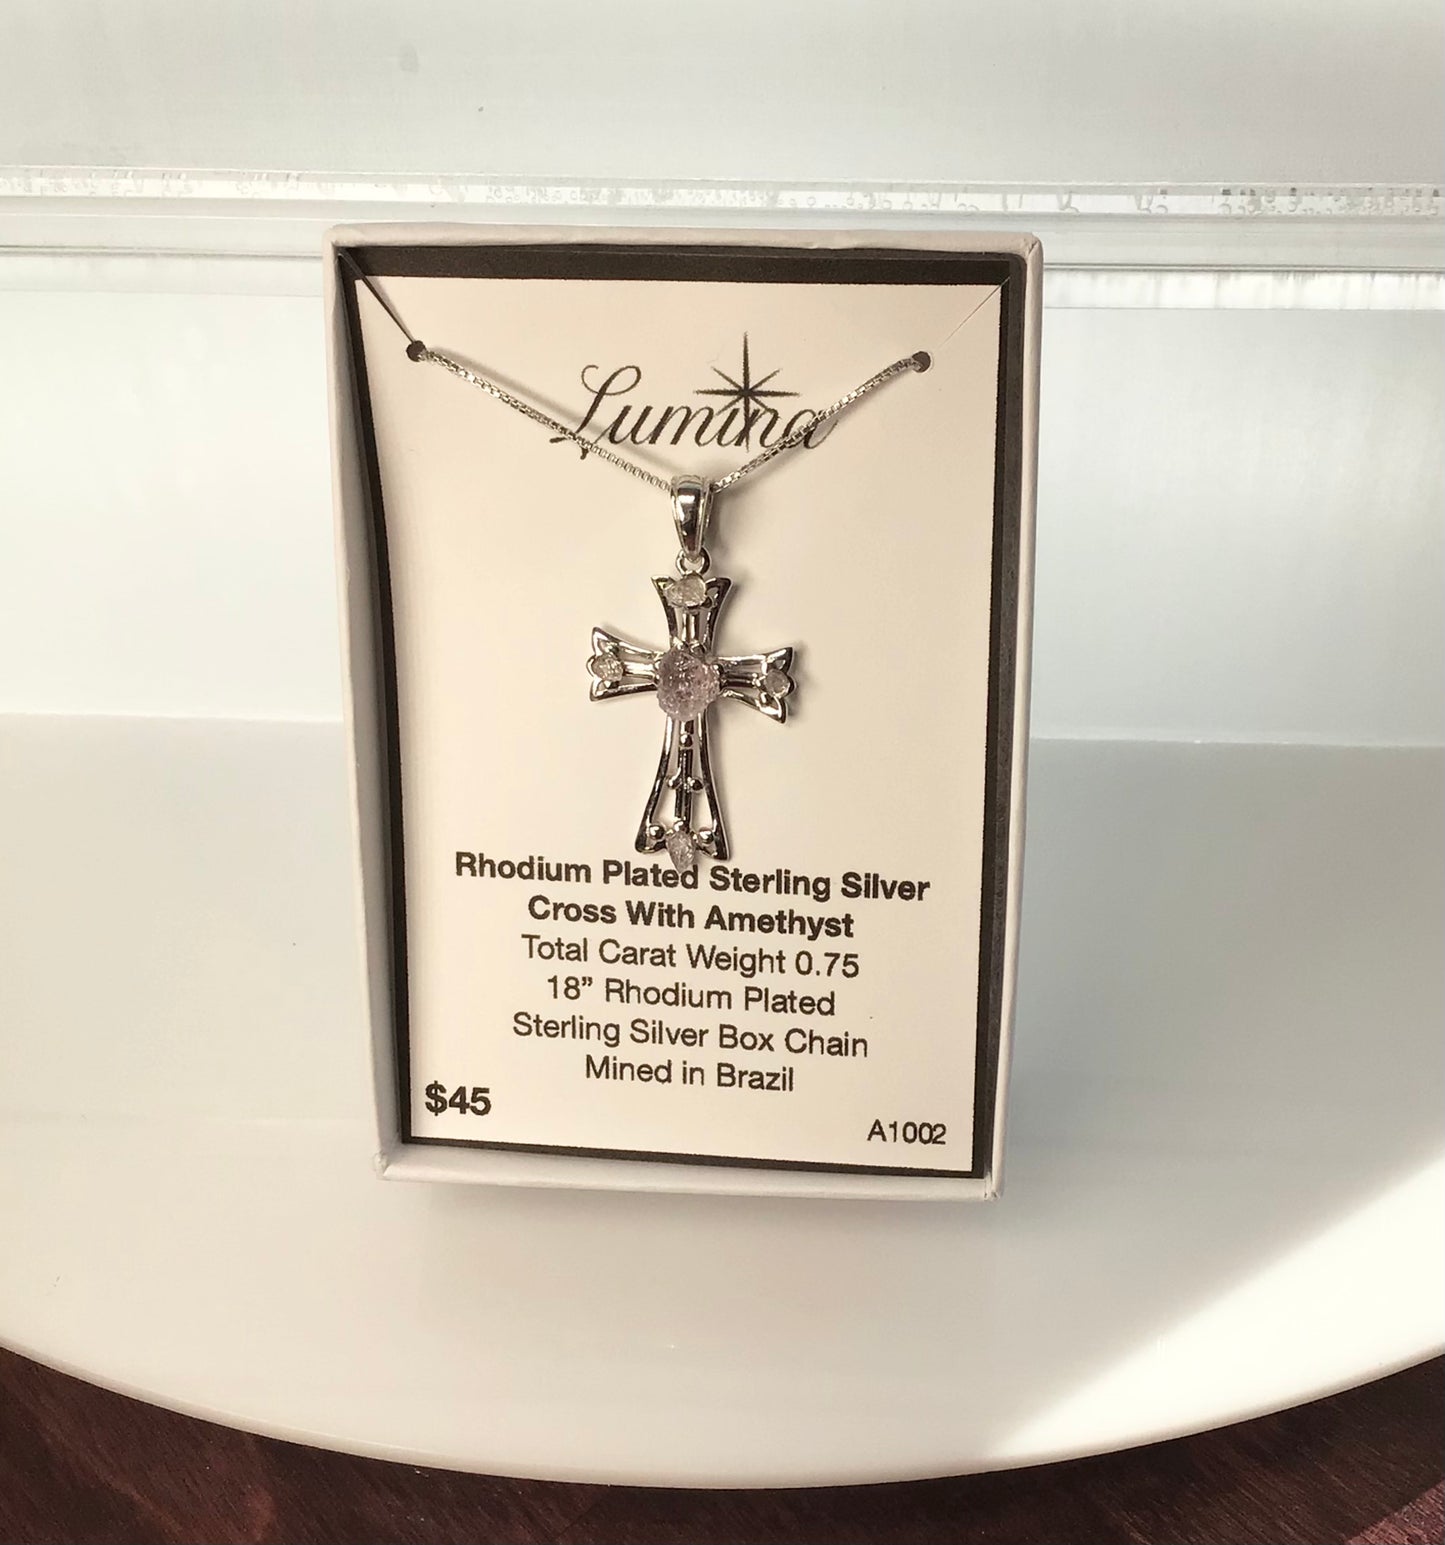 Lumina
Rhodium Plated Sterling Silver
Cross With Amethyst
Total Carat Weight 0.75
18” Rhodium Plated
Sterling Silver Box Chain
Mined in Brazil
$45
A1002